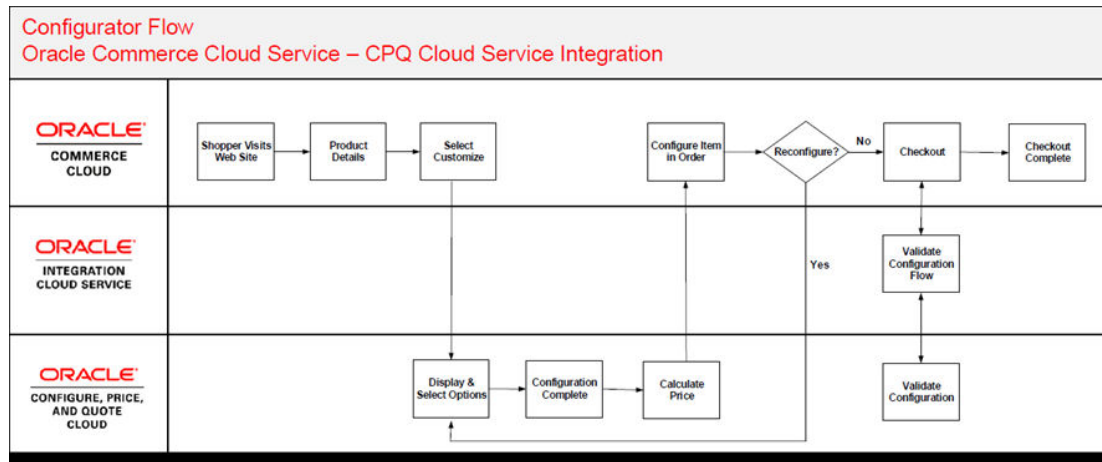 Configurator Flow
Oracle Commerce Cloud Service – CPQ Cloud Service Integration
ORACLE'
COMMERCE
CLOUD
Shopper Visits
Web Site
Product
Details
Select
Customize
Configure Item
in Order
Reconfigure?
No
Checkout
Checkout
Complete
ORACLE'
INTEGRATION
CLOUD SERVICE
Yes
Validate
Configuration
Flow
ORACLE'
CONFIGURE, PRICE,
AND QUOTE
CLOUD
Display &
Select Options
Configuration
Complete
Calculate
Price
Validate
Configuration